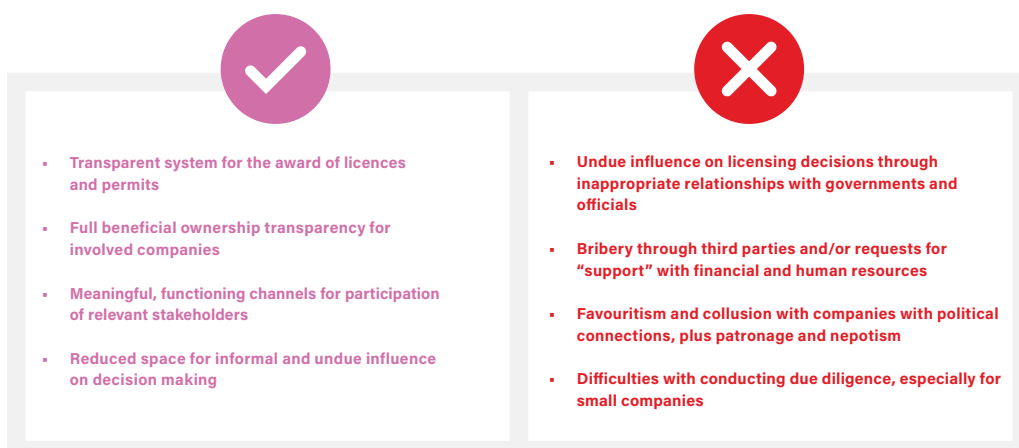 ▪ Transparent system for the award of licences
and permits
▪ Full beneficial ownership transparency for
involved companies
▪ Meaningful, functioning channels for participation
of relevant stakeholders
▪ Reduced space for informal and undue influence
on decision making
▪ Undue influence on licensing decisions through
inappropriate relationships with governments and
officials
▪ Bribery through third parties and/or requests for
“support” with financial and human resources
▪ Favouritism and collusion with companies with political
connections, plus patronage and nepotism
▪ Difficulties with conducting due diligence, especially for
small companies